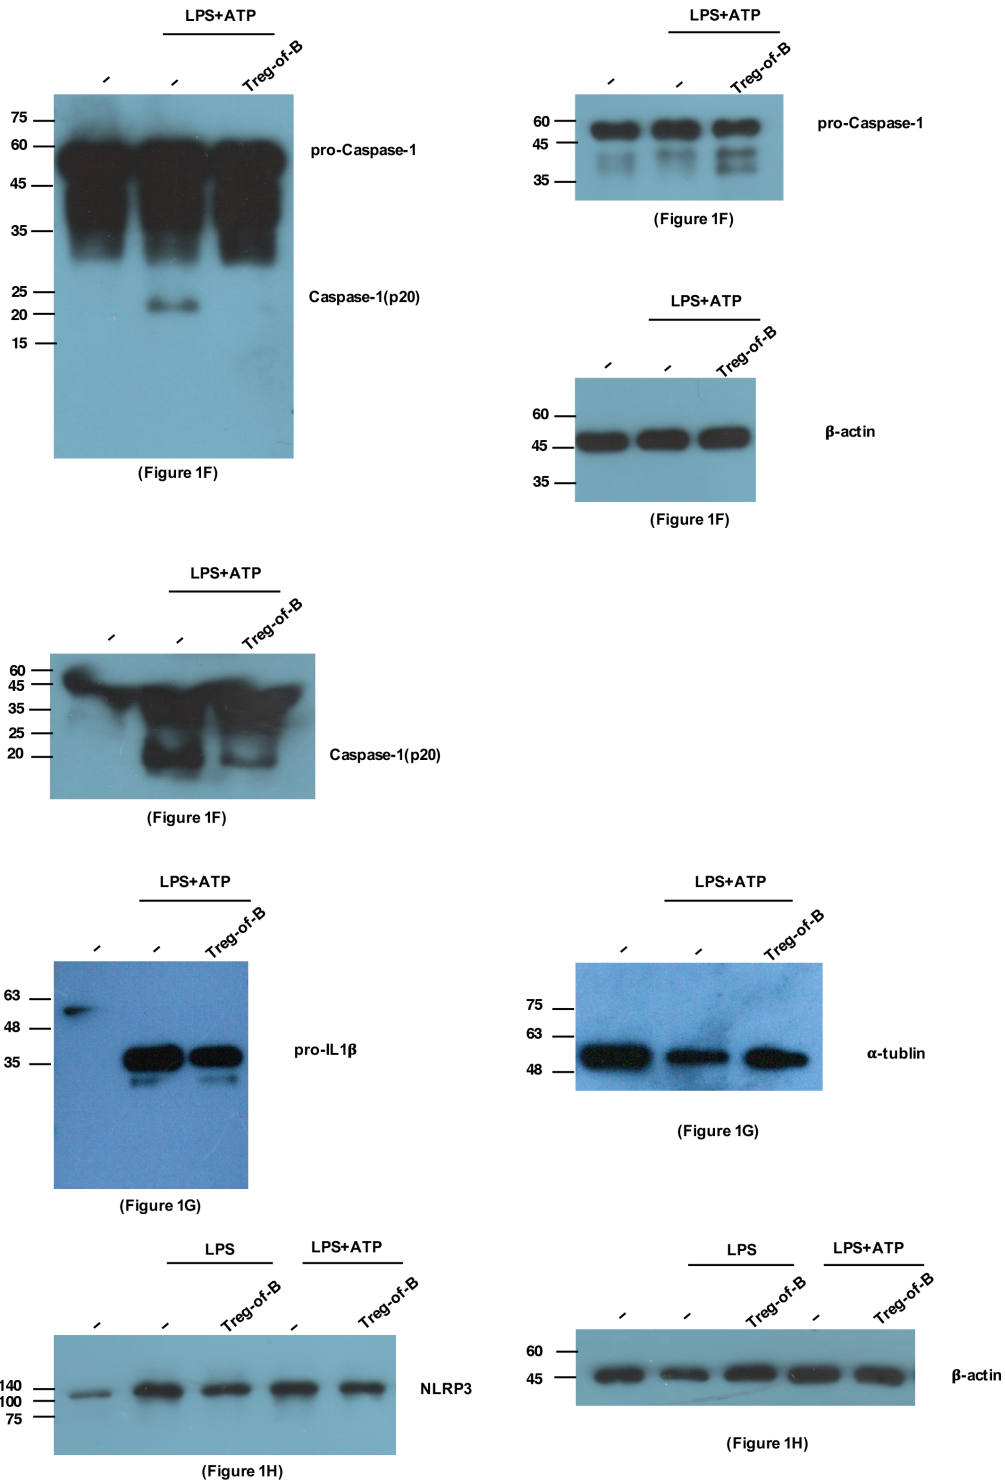 LPS+ATP
- - Treg-of-B
75
60
45
35
25
20
15
pro-Caspase-1
Caspase-1(p20)
(Figure 1F)
LPS+ATP
- - Treg-of-B
60
45
35
pro-Caspase-1
(Figure 1F)
LPS+ATP
- - Treg-of-B
60
45
35
β-actin
(Figure 1F)
LPS+ATP
- - Treg-of-B
60
45
35
25
20
Caspase-1(p20)
(Figure 1F)
LPS+ATP
- - Treg-of-B
63
48
35
pro-IL1β
(Figure 1G)
LPS+ATP
- - Treg-of-B
75
63
48
α-tublin
(Figure 1G)
LPS LPS+ATP
- - Treg-of-B - Treg-of-B
140
100
75
NLRP3
(Figure 1H)
LPS LPS+ATP
- - Treg-of-B - Treg-of-B
60
45
β-actin
(Figure 1H)